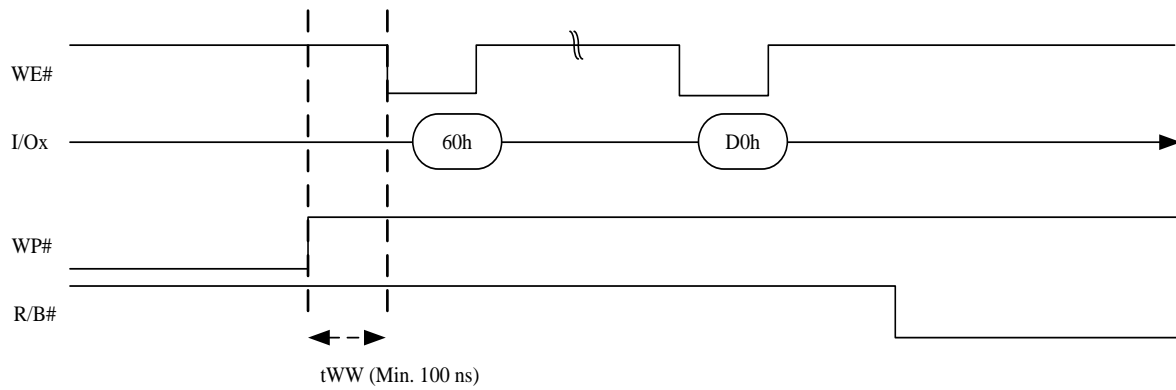 WE#
I/Ox
60h
D0h
WP#
R/B#
tWW (Min. 100 ns)